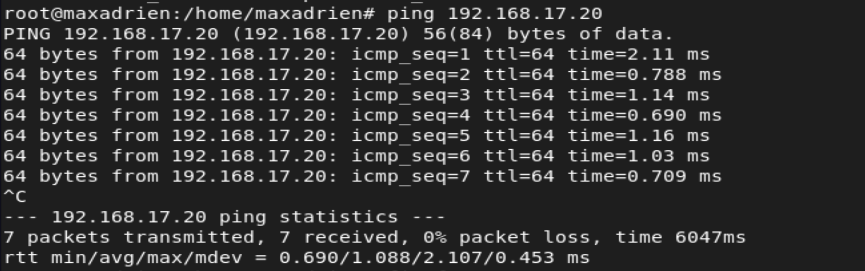 root@maxadrien:/home/maxadrien# ping 192.168.17.20
PING 192.168.17.20 (192.168.17.20) 56(84) bytes of data.
64 bytes from 192.168.17.20: icmp_seq=1 ttl=64 time=2.11 ms
64 bytes from 192.168.17.20: icmp_seq=2 ttl=64 time=0.788 ms
64 bytes from 192.168.17.20: icmp_seq=3 ttl=64 time=1.14 ms
64 bytes from 192.168.17.20: icmp_seq=4 ttl=64 time=0.690 ms
64 bytes from 192.168.17.20: icmp_seq=5 ttl=64 time=1.16 ms
64 bytes from 192.168.17.20: icmp_seq=6 ttl=64 time=1.03 ms
64 bytes from 192.168.17.20: icmp_seq=7 ttl=64 time=0.709 ms
^C
--- 192.168.17.20 ping statistics ---
7 packets transmitted, 7 received, 0% packet loss, time 6047ms
rtt min/avg/max/mdev = 0.690/1.088/2.107/0.453 ms